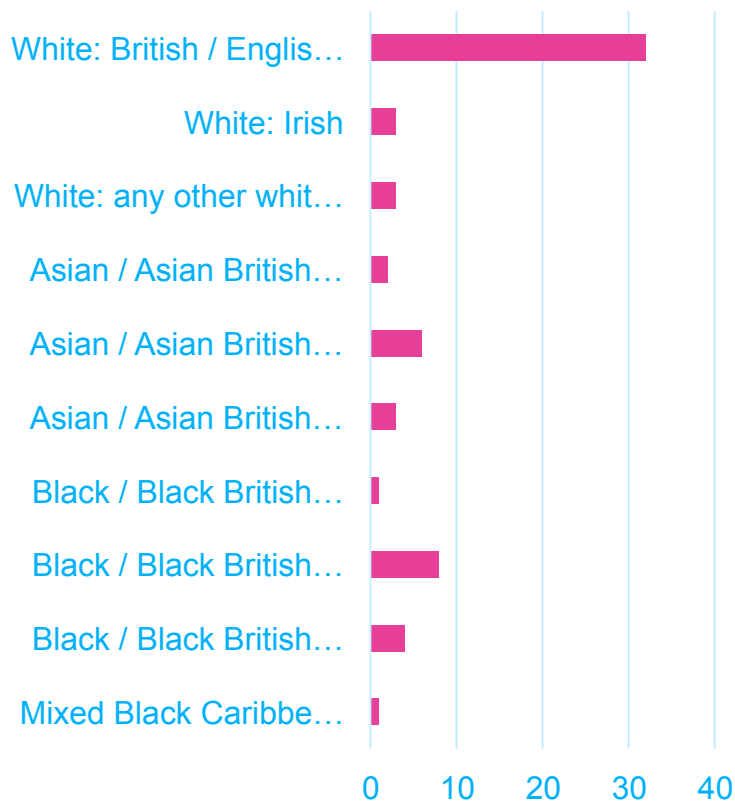 White: British / Englis…
White: Irish
White: any other whit…
Asian / Asian British…
Asian / Asian British…
Asian / Asian British…
Black / Black British…
Black / Black British…
Black / Black British…
Mixed Black Caribbe…
0 10 20 30 40